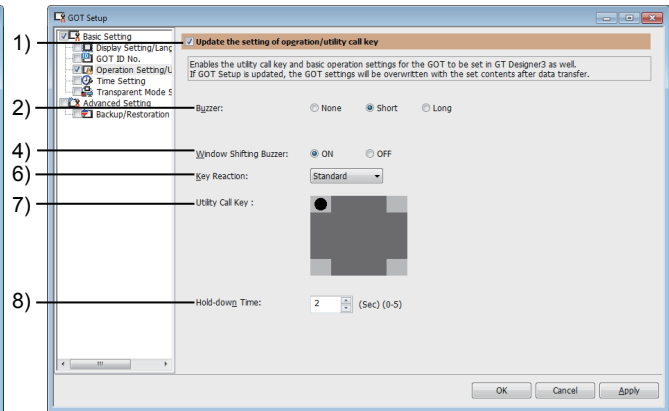 GOT Setup
Basic Setting
Display Setting/Lang
GOT ID No.
Operation Setting/U
Time Setting
Transparent Mode S
Advanced Setting
Backup/Restoration
1)
Update the setting of operation/utility call key
Enables the utility call key and basic operation settings for the GOT to be set in GT Designer3 as well.
If GOT Setup is updated, the GOT settings will be overwritten with the set contents after data transfer.
2)
Buzzer: None Short Long
4)
Window Shifting Buzzer: ON OFF
6)
Key Reaction: Standard
7)
Utility Call Key :
8)
Hold-down Time: 2 (Sec) (0-5)
OK Cancel Apply